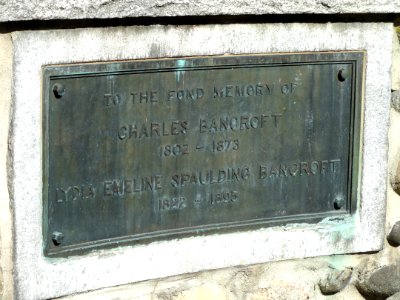 TO THE FOND MEMORY OF
CHARLES BANCROFT
1802 - 1873
LYDIA EMELINE SPAULDING BANCROFT